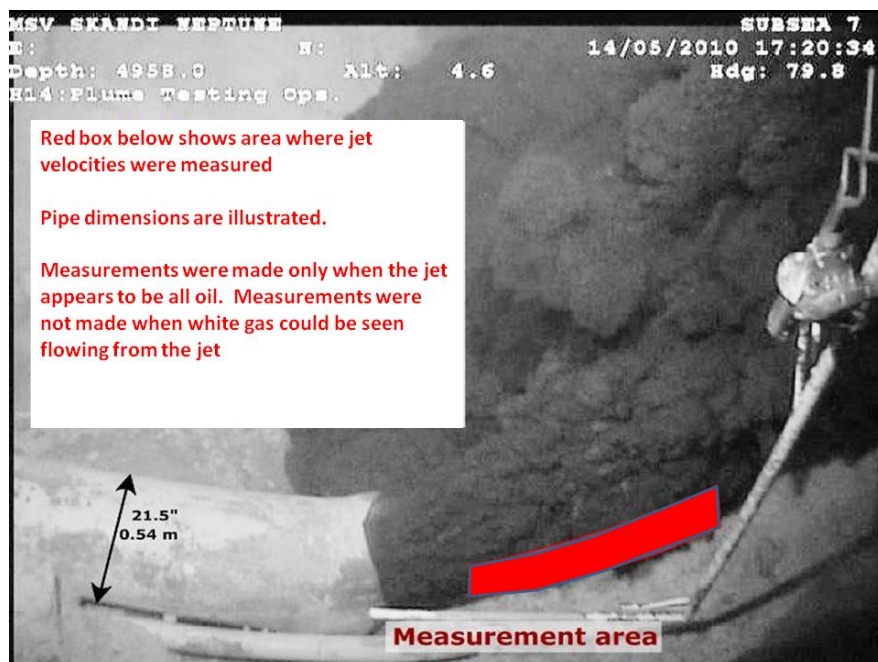 MSV SKANDI NEPTUNE SUBSEA 7
E: N: 14/05/2010 17:20:34
Depth: 4958.0 Alt: 4.6 Hdg: 79.8
H14:Plume Testing Ops.
Red box below shows area where jet
velocities were measured
Pipe dimensions are illustrated.
Measurements were made only when the jet
appears to be all oil. Measurements were
not made when white gas could be seen
flowing from the jet
21.5"
0.54 m
Measurement area